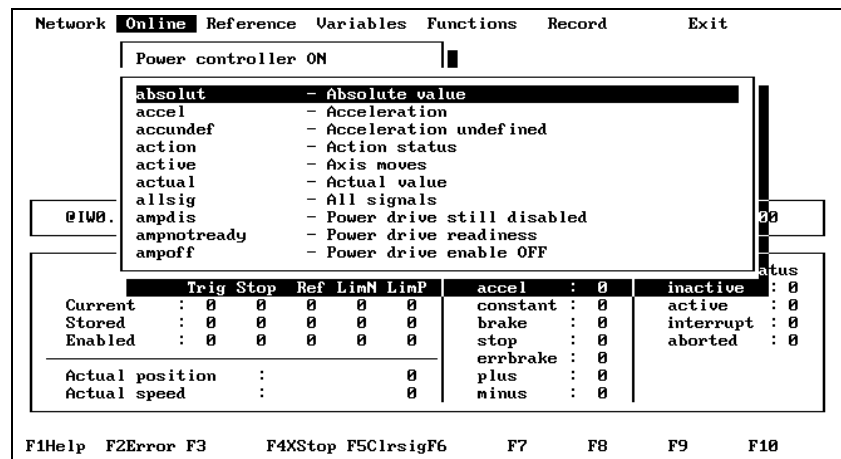 Network Online Reference Variables Functions Record Exit
Power controller ON
absolut - Absolute value
accel - Acceleration
accundef - Acceleration undefined
action - Action status
active - Axis moves
actual - Actual value
allsig - All signals
@IW0. ampdis - Power drive still disabled 00
ampnotready - Power drive readiness
ampoff - Power drive enable OFF
atus
Trig Stop Ref LimN LimP accel : 0 inactive : 0
Current : 0 0 0 0 0 constant : 0 active : 0
Stored : 0 0 0 0 0 brake : 0 interrupt : 0
Enabled : 0 0 0 0 0 stop : 0 aborted : 0
errbrake : 0
Actual position : 0 plus : 0
Actual speed : 0 minus : 0
F1Help F2Error F3 F4XStop F5ClrsigF6 F7 F8 F9 F10